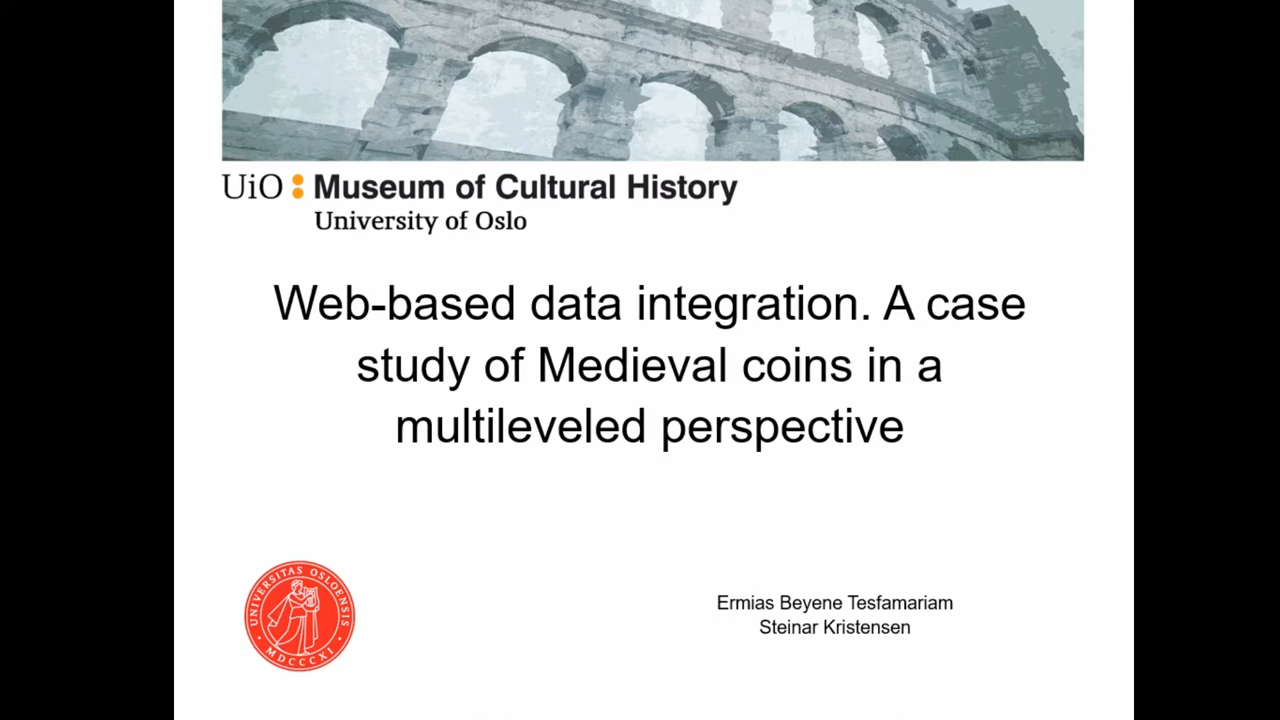 UiO : Museum of Cultural History
University of Oslo
Web-based data integration. A case
study of Medieval coins in a
multileveled perspective
UNIVERSITAS OSLOENSIS
MDCCCXI
Ermias Beyene Tesfamariam
Steinar Kristensen